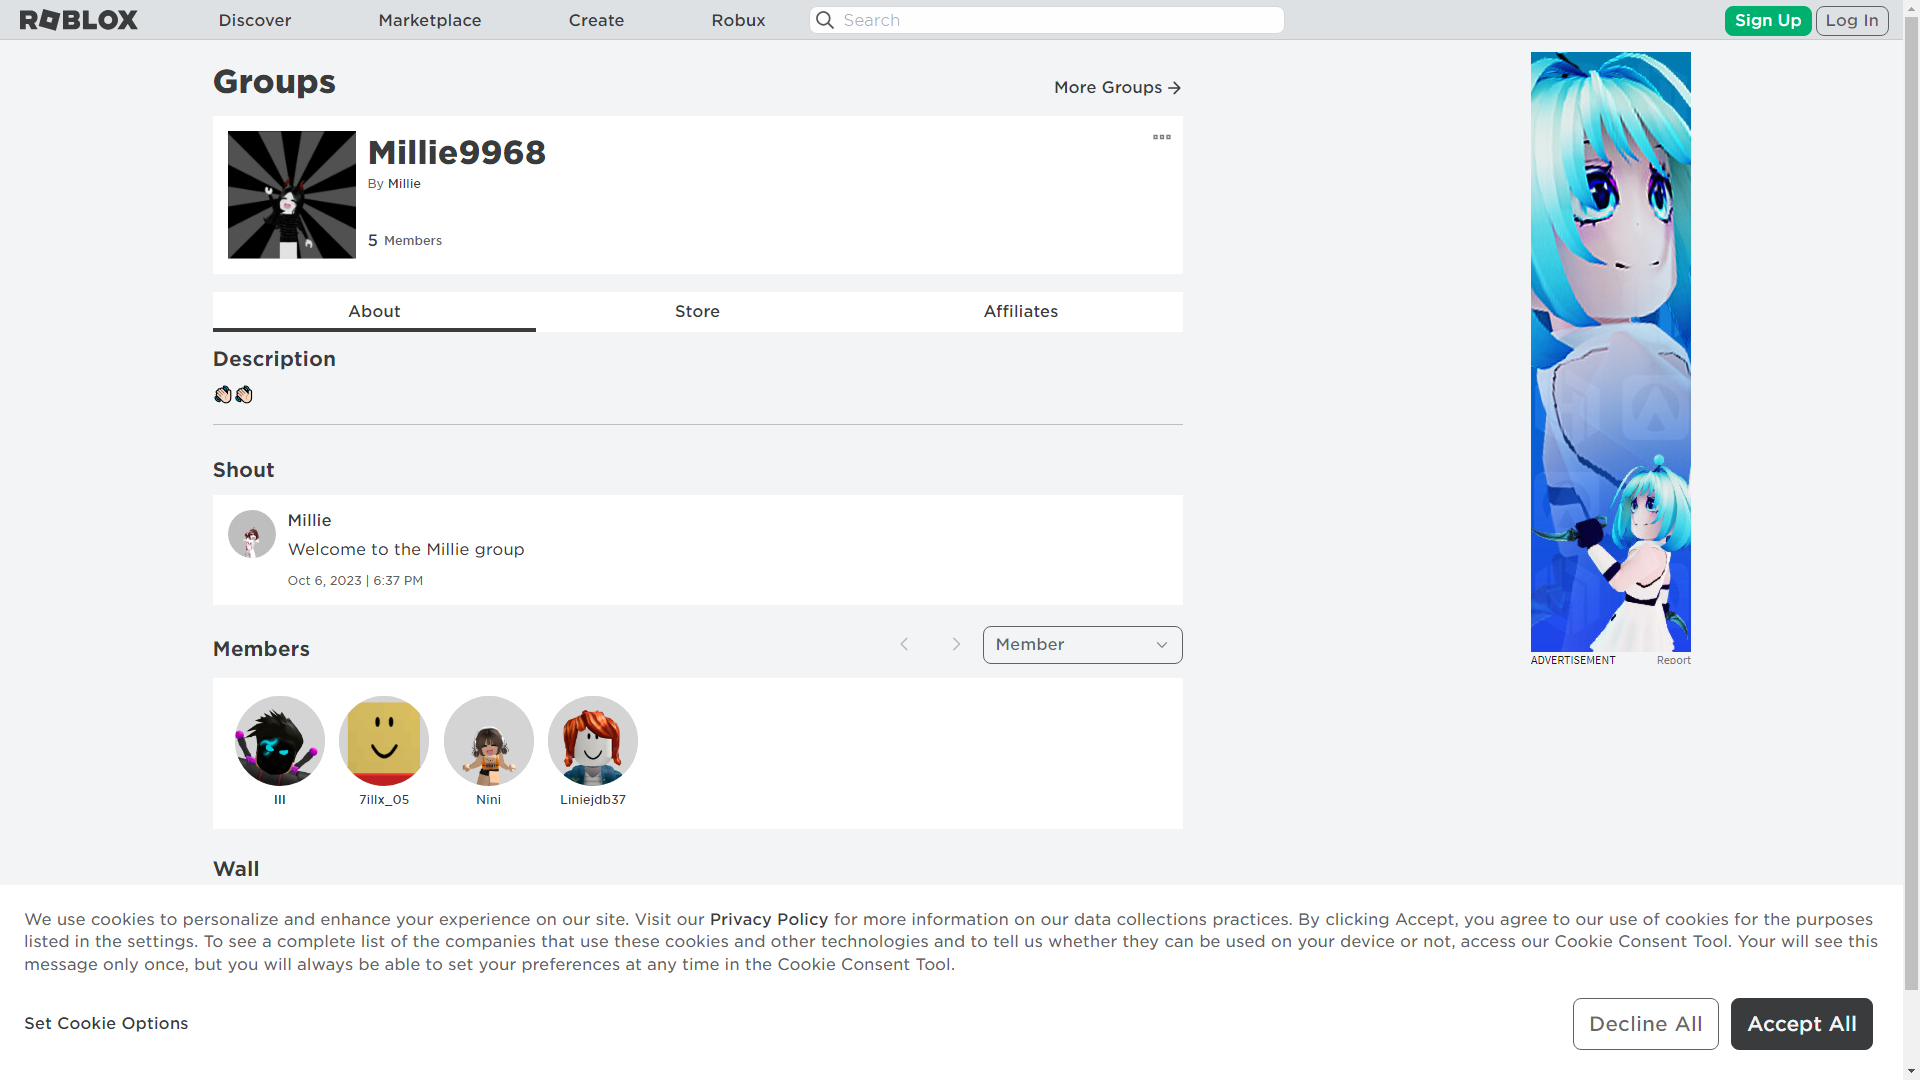 ROBLOX
Discover
Marketplace
Create
Robux
Search
Sign Up
Log In
Groups
More Groups
Millie9968
By Millie
5 Members
About
Store
Affiliates
Description
Shout
Millie
Welcome to the Millie group
Oct 6, 2023 | 6:37 PM
Members
Member
7illx_05
Nini
Liniejdb37
ADVERTISEMENT
Report
Wall
We use cookies to personalize and enhance your experience on our site. Visit our Privacy Policy for more information on our data collections practices. By clicking Accept, you agree to our use of cookies for the purposes
listed in the settings. To see a complete list of the companies that use these cookies and other technologies and to tell us whether they can be used on your device or not, access our Cookie Consent Tool. Your will see this
message only once, but you will always be able to set your preferences at any time in the Cookie Consent Tool.
Set Cookie Options
Decline All
Accept All